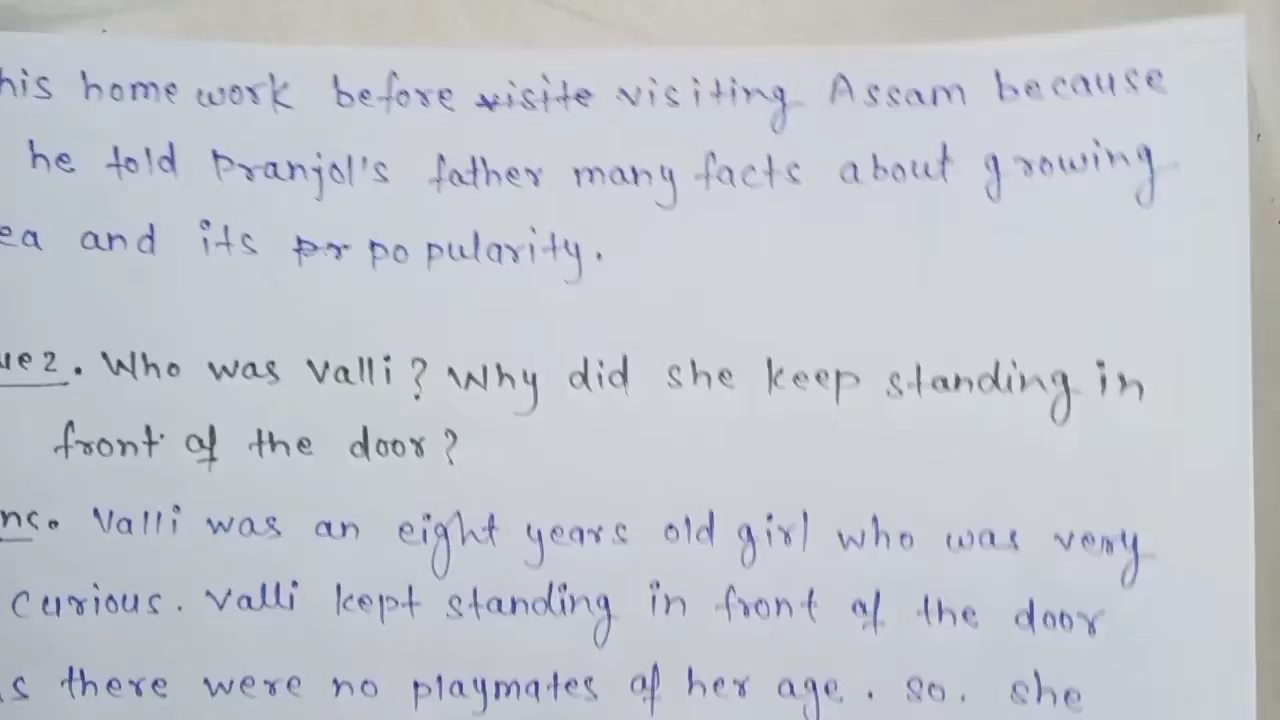 his home work before visite visiting Assam because
he told Pranjol's father many facts about growing
ea and its pr popularity.
ue 2. Who was Valli? Why did she keep standing in
front of the door?
ns. Valli was an eight years old girl who was very
curious. Valli kept standing in front of the door
s there were no playmates of her age. so. she